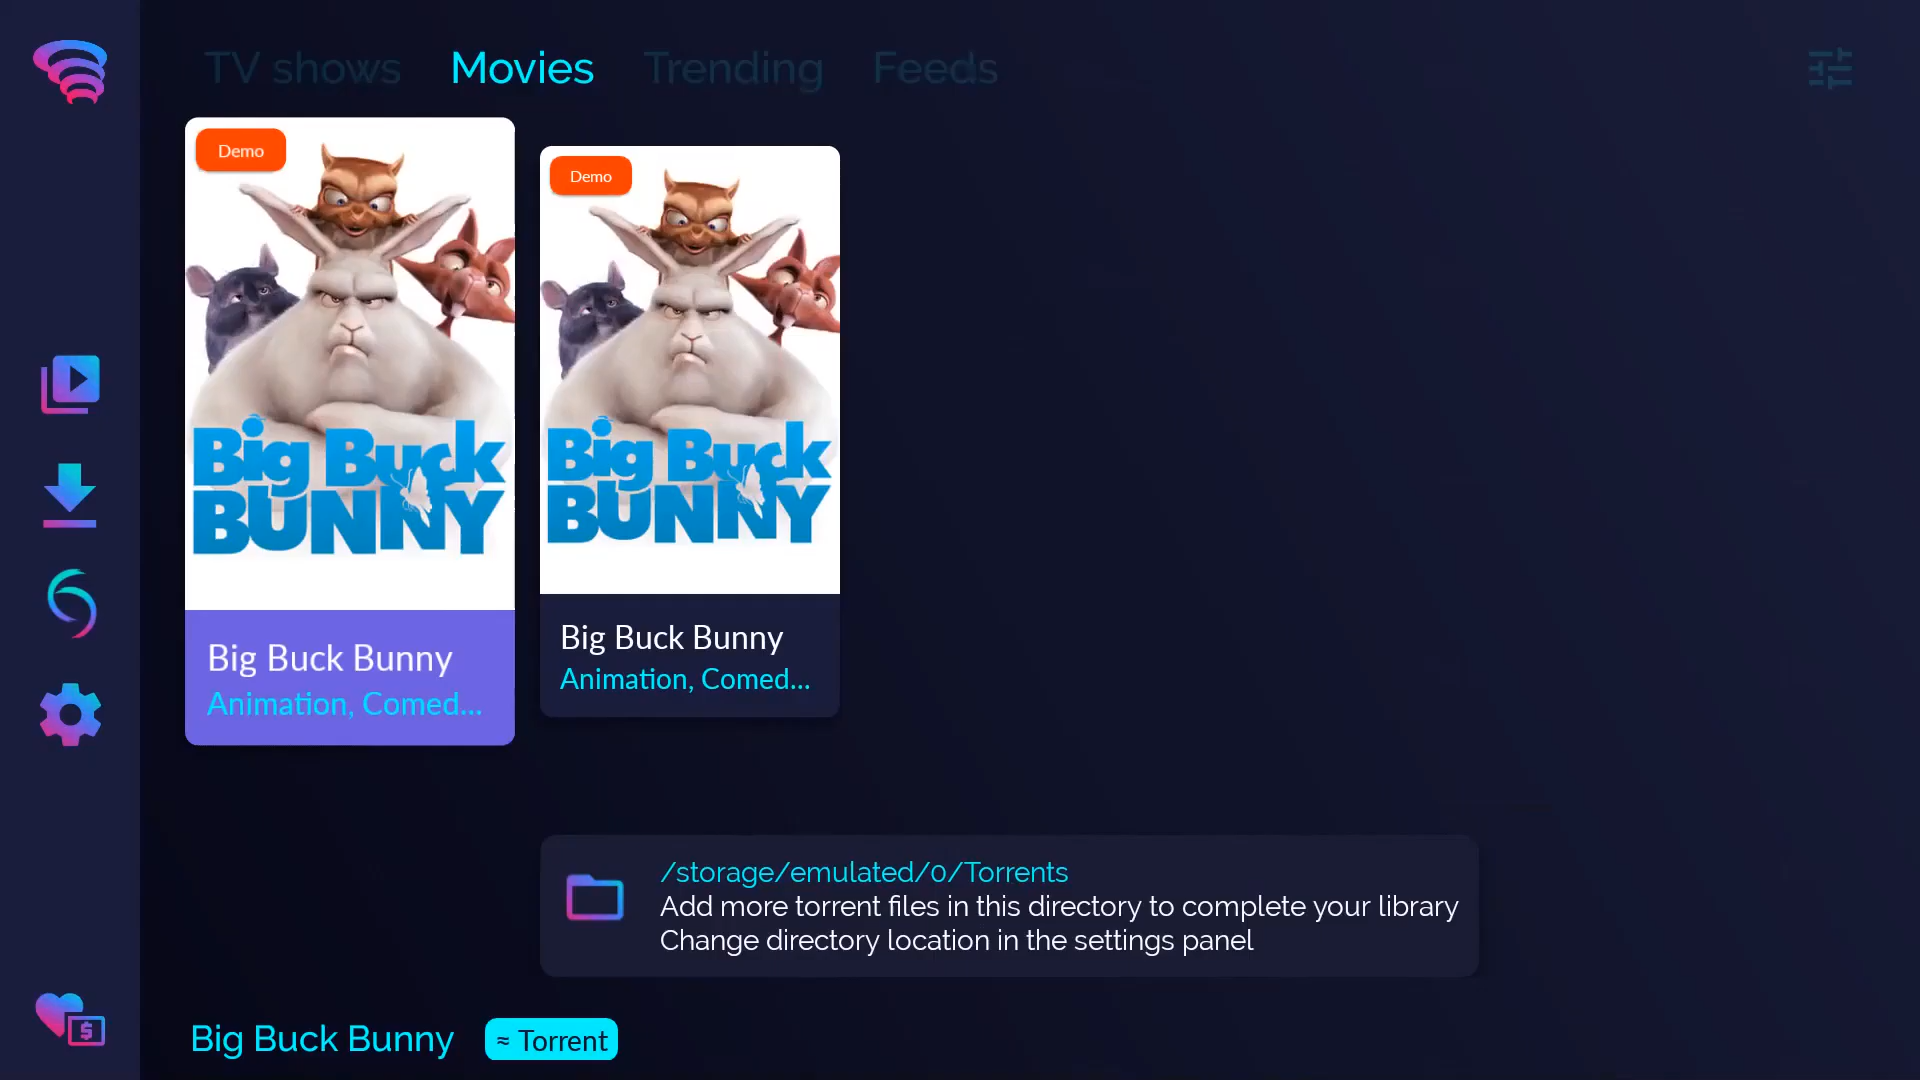 TV shows
Movies
Trending
Feeds
Demo
Big Buck
BUNNY
Big Buck Bunny
Animation, Comed...
Demo
Big Buck
BUNNY
Big Buck Bunny
Animation, Comed...
/storage/emulated/0/Torrents
Add more torrent files in this directory to complete your library
Change directory location in the settings panel
Big Buck Bunny
≈ Torrent